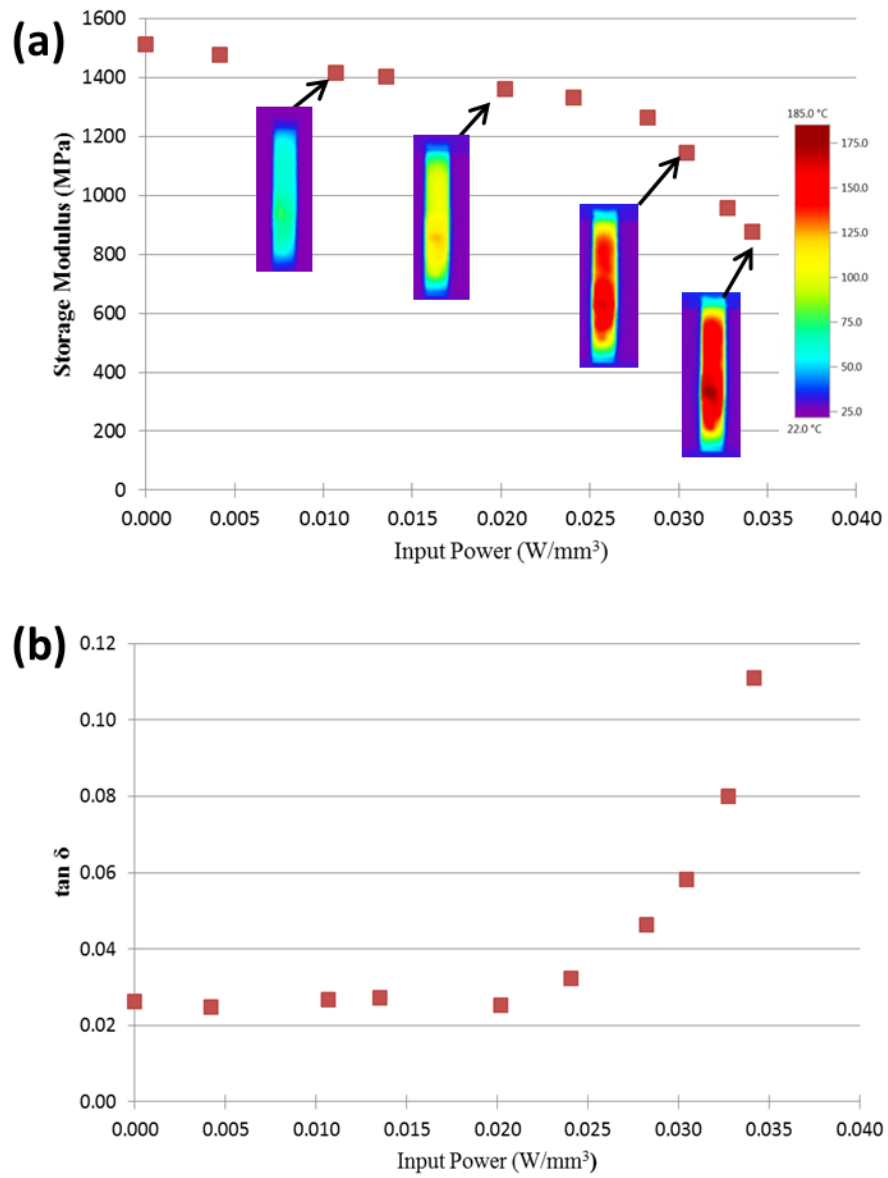 (a)
Storage Modulus (MPa)
1600
1400
1200
1000
800
600
400
200
0
185.0 °C
175.0
150.0
125.0
100.0
75.0
50.0
25.0
22.0 °C
0.000 0.005 0.010 0.015 0.020 0.025 0.030 0.035 0.040
Input Power (W/mm³)
(b)
tan δ
0.12
0.10
0.08
0.06
0.04
0.02
0.00
0.000 0.005 0.010 0.015 0.020 0.025 0.030 0.035 0.040
Input Power (W/mm³)